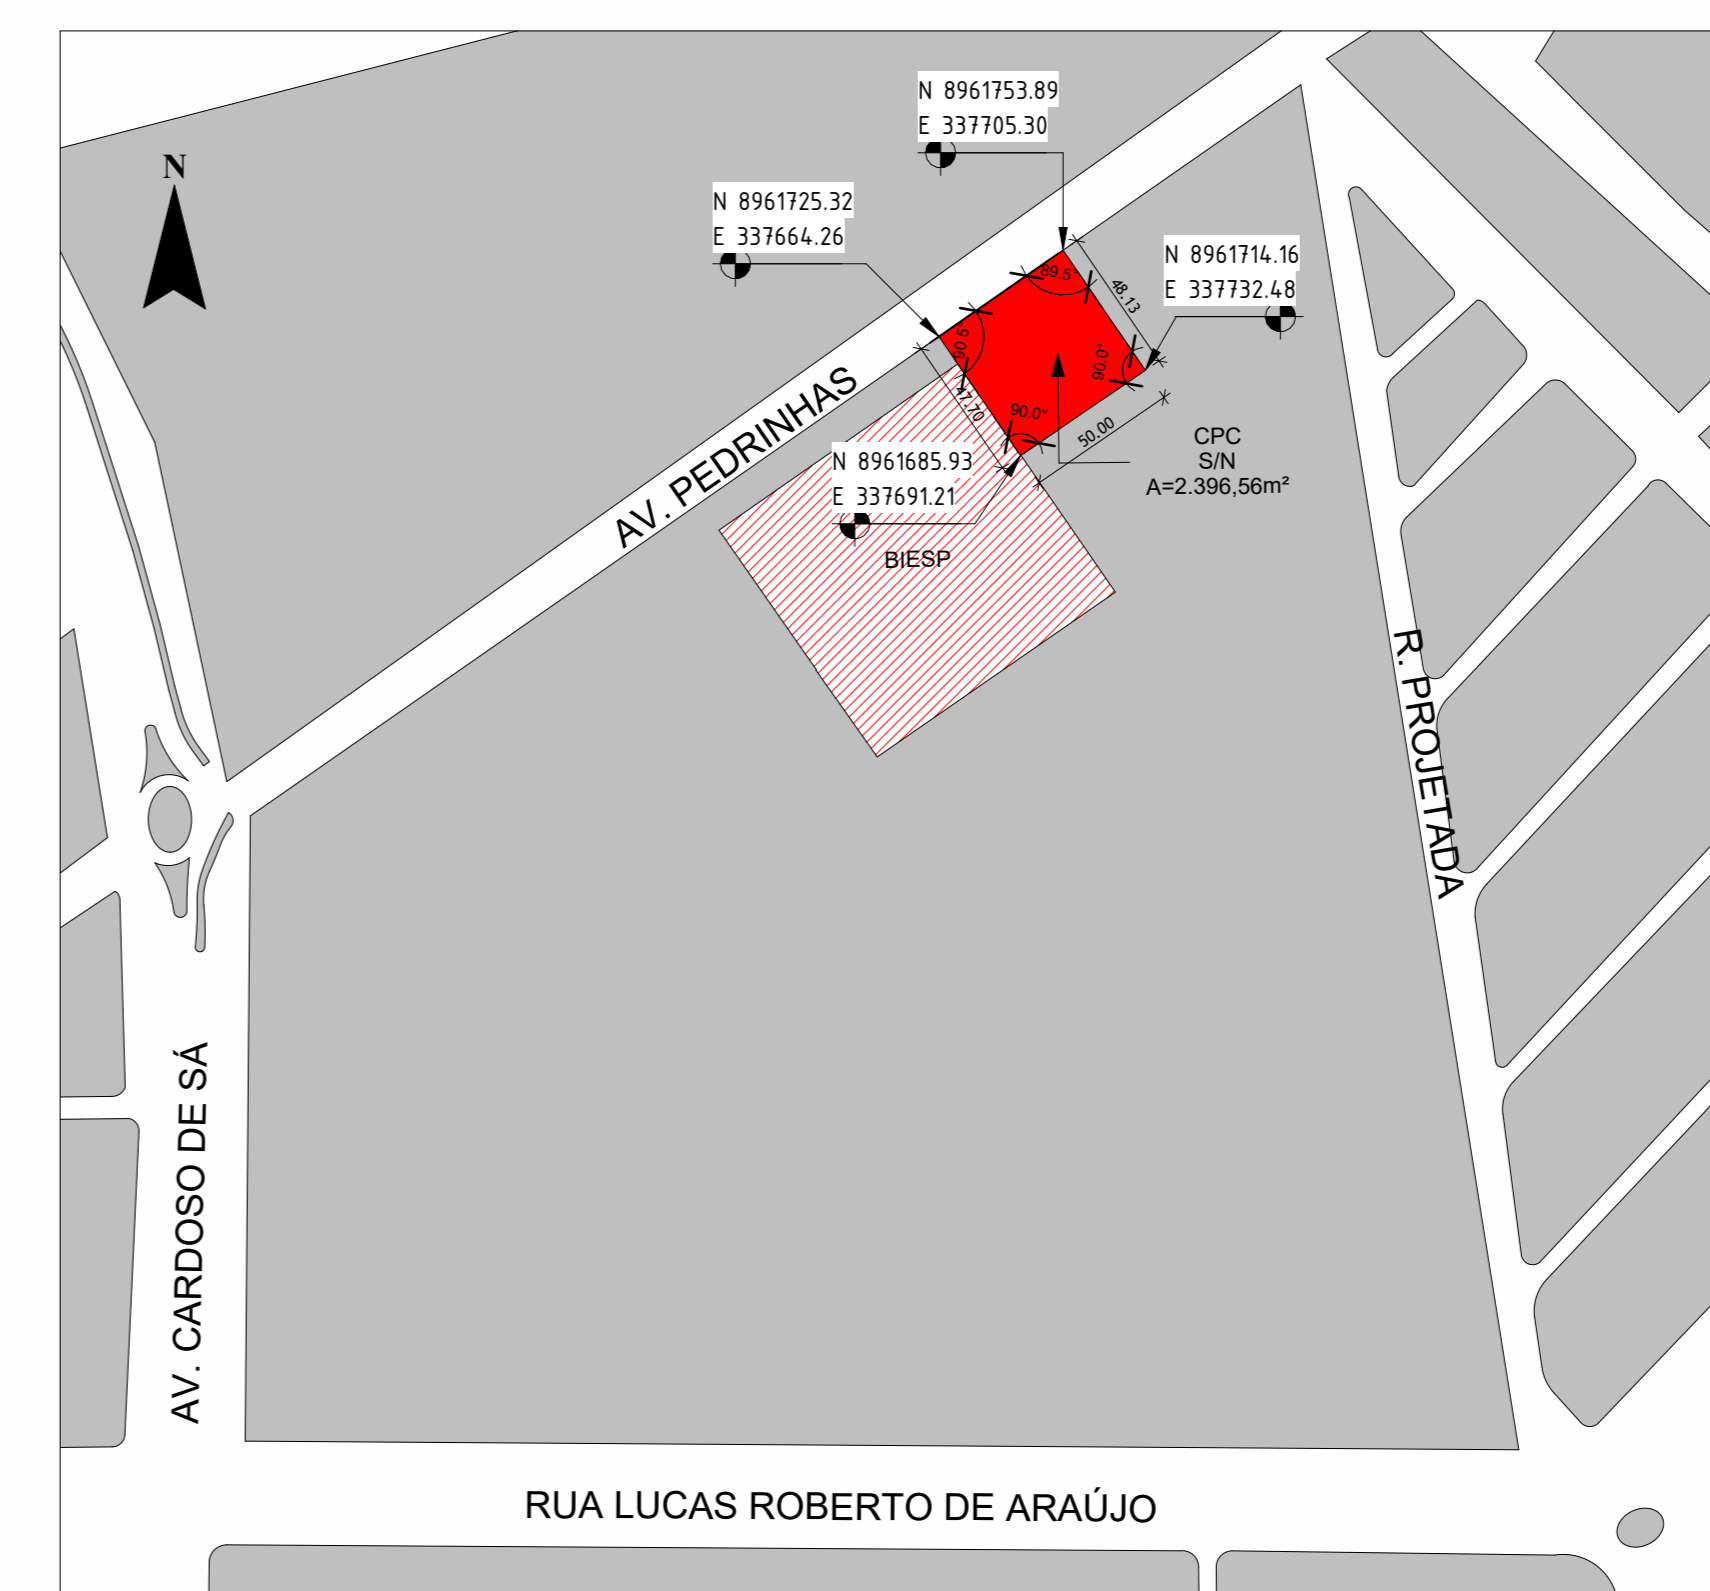 N 8961753.89
E 337705.30
N
N 8961725.32
E 337664.26
N 8961714.16
E 337732.48
89.5°
48.13
90.5°
90.0°
47.70
90.0°
50.00
CPC
S/N
A=2.396,56m²
AV. PEDRINHAS
N 8961685.93
E 337691.21
BIESP
R. PROJETADA
AV. CARDOSO DE SÁ
RUA LUCAS ROBERTO DE ARAÚJO